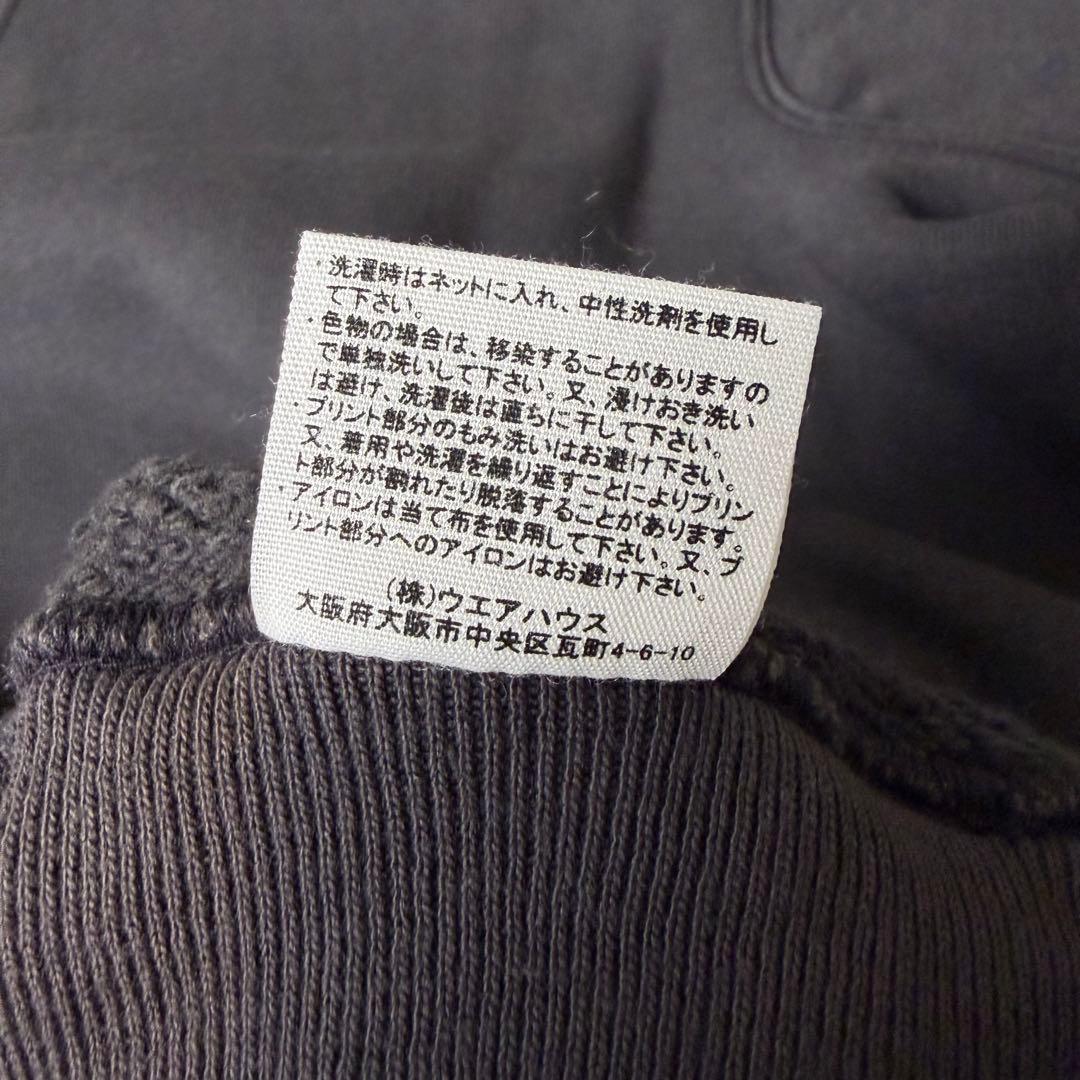 ・洗濯時はネットに入れ、中性洗剤を使用し
て下さい。
・色物の場合は、移染することがありますの
で単独洗いして下さい。又、浸けおき洗い
は避け、洗濯後は直ちに干して下さい。
・プリント部分のもみ洗いはお避け下さい。
又、着用や洗濯を繰り返すことによりプリン
ト部分が割れたり脱落することがあります。
・アイロンは当て布を使用して下さい。又、プ
リント部分へのアイロンはお避け下さい。
(株)ウエアハウス
大阪府大阪市中央区瓦町4-6-10